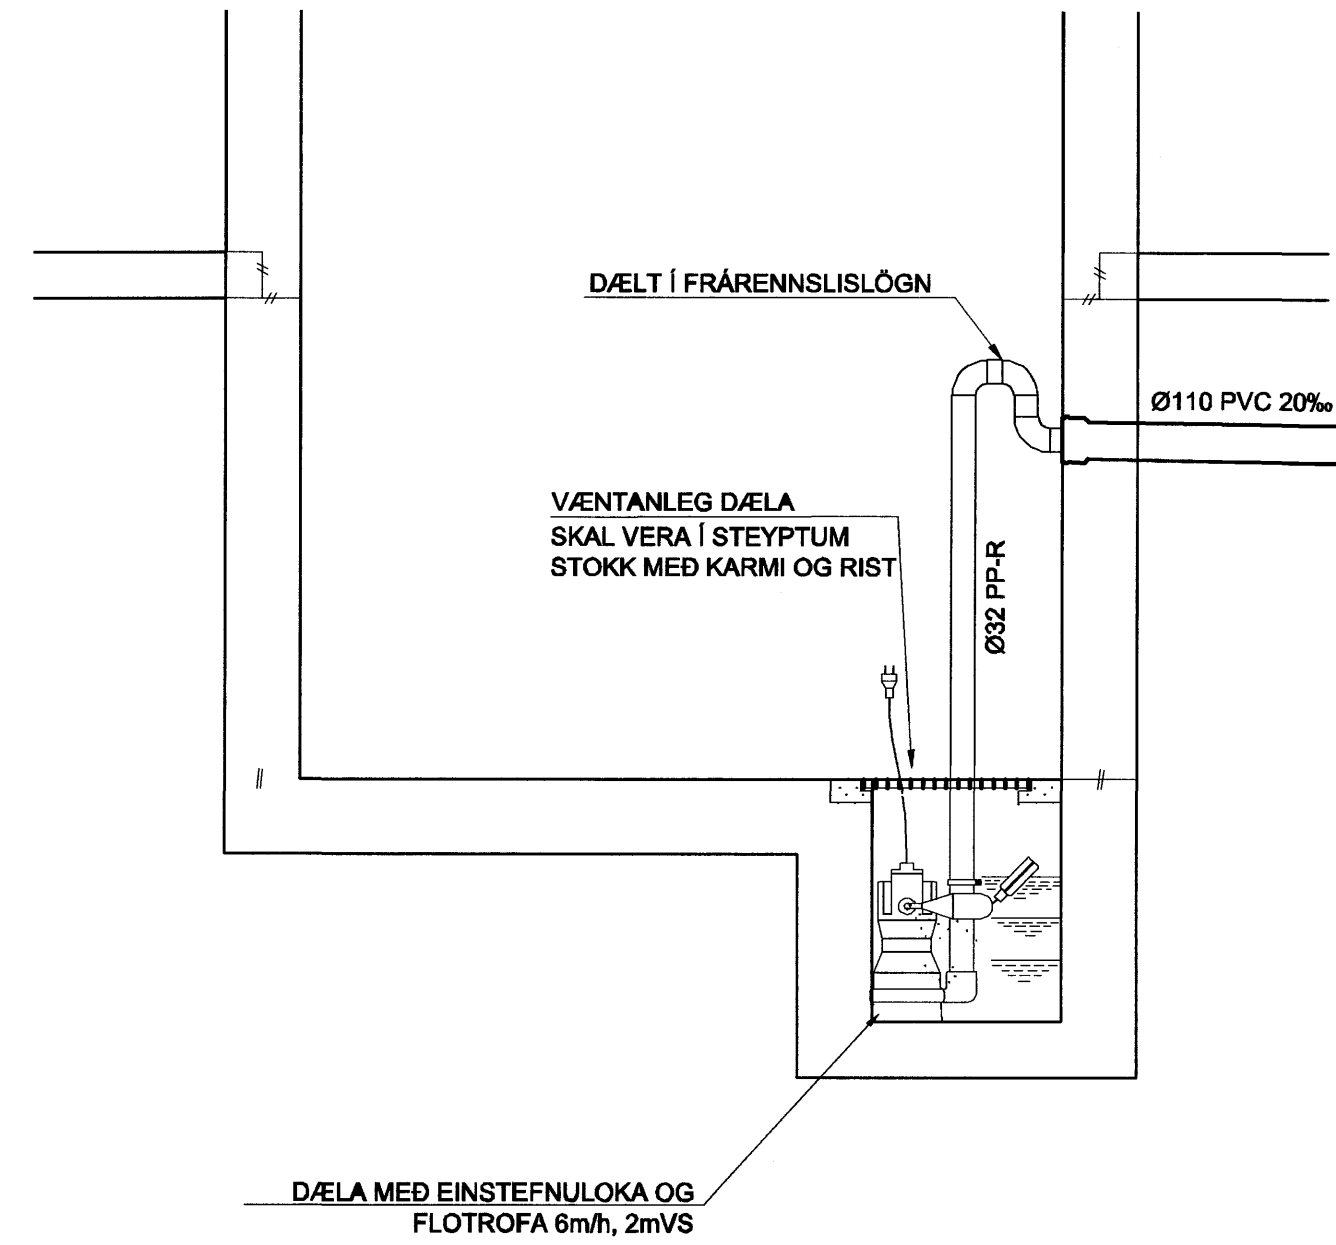 DÆLT Í FRÁRENNSLISLÖGN
Ø110 PVC 20‰
VÆNTANLEG DÆLA
SKAL VERA Í STEYPTUM
STOKK MEÐ KARMI OG RIST
Ø32 PP-R
DÆLA MEÐ EINSTEFNULOKA OG
FLOTROFA 6m/h, 2mVS